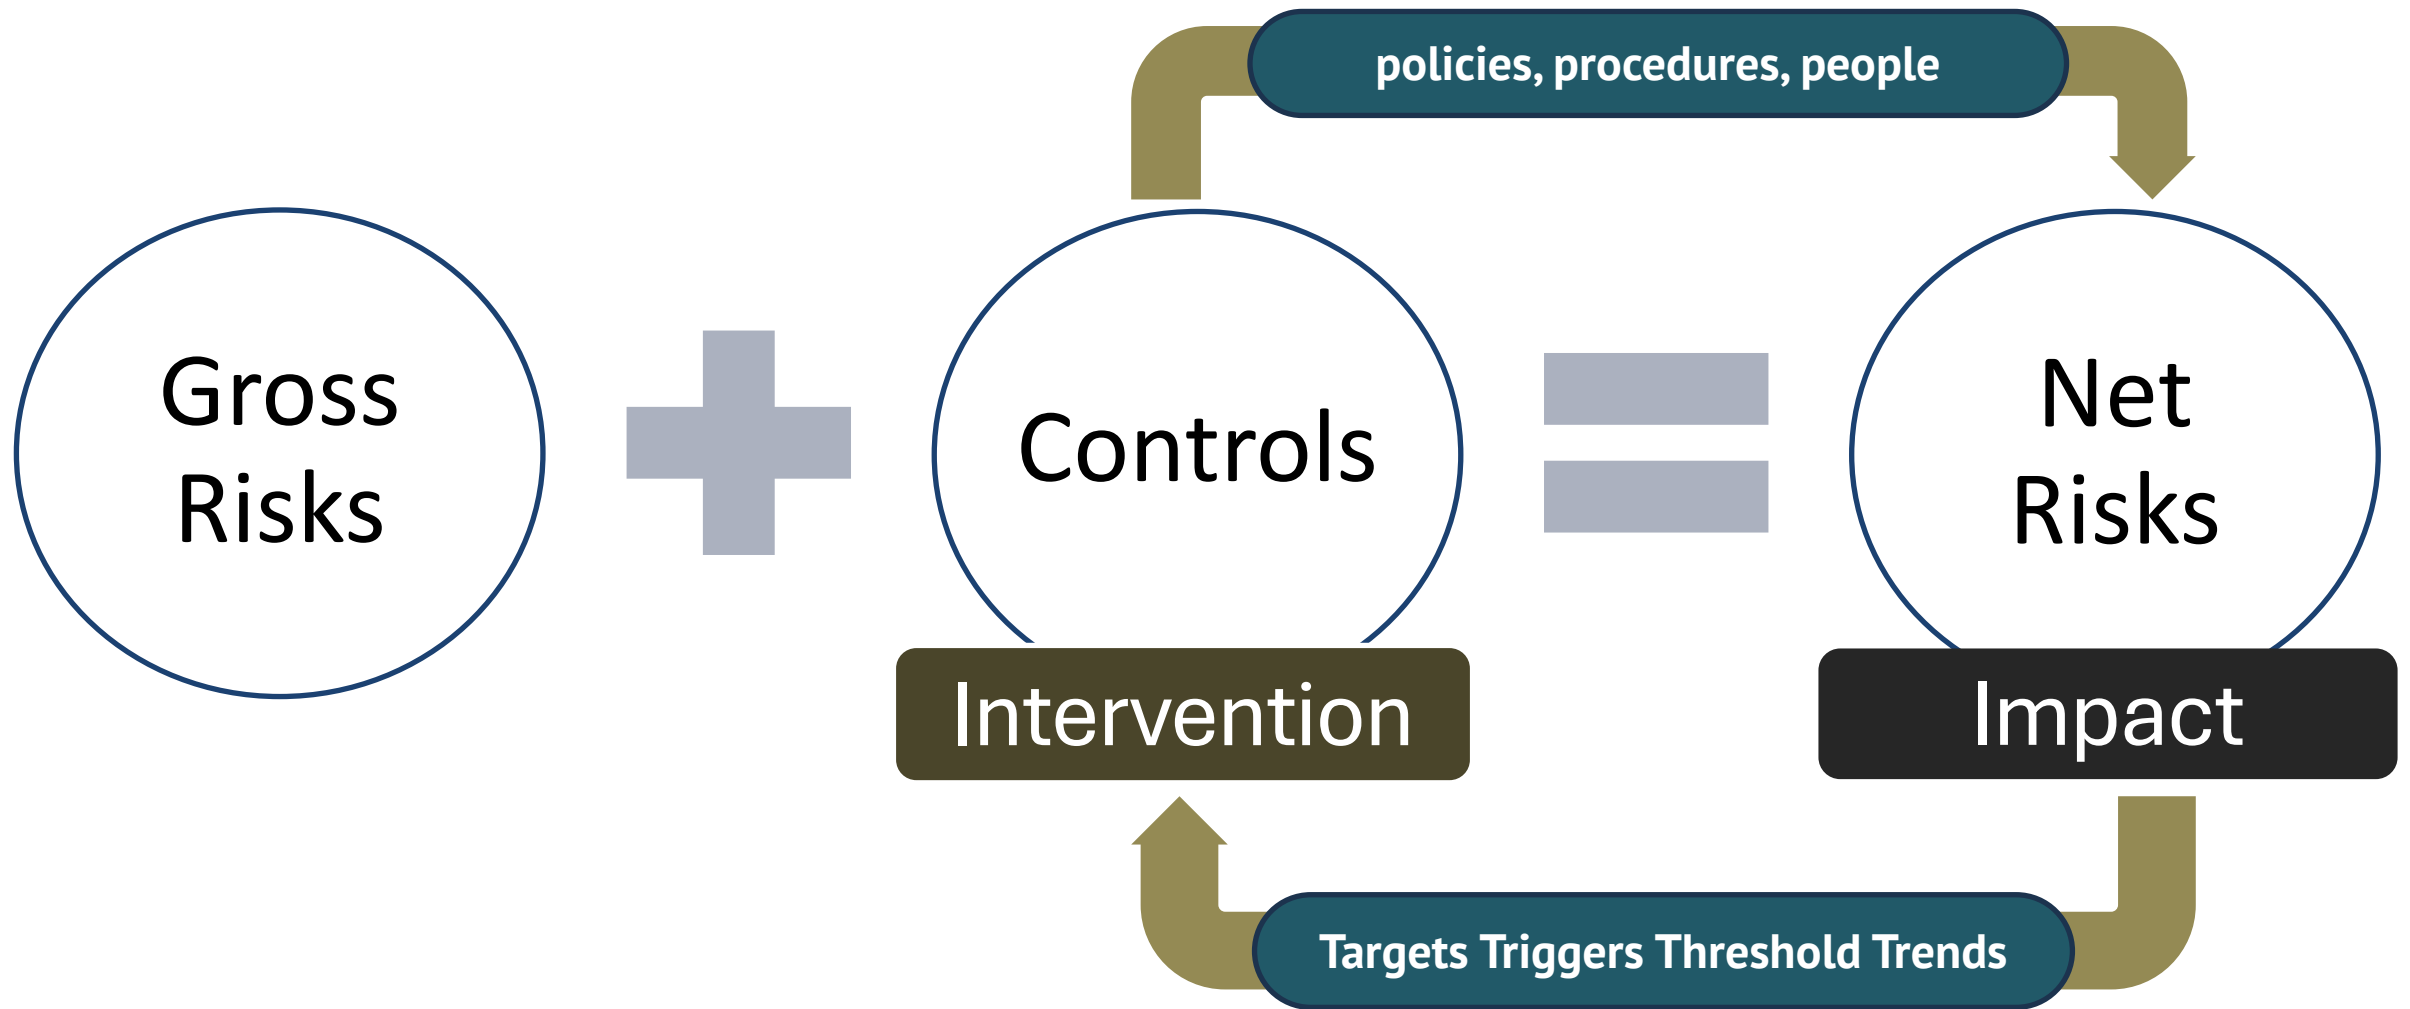 policies, procedures, people
Gross
Risks
Controls
Net
Risks
Intervention
Impact
Targets Triggers Threshold Trends